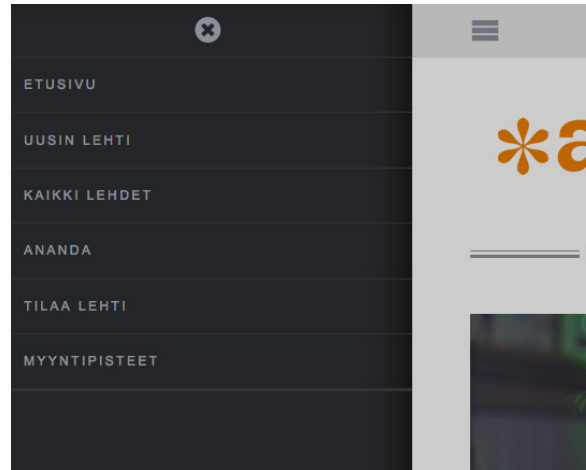 ETUSIVU
UUSIN LEHTI
KAIKKI LEHDET
ANANDA
TILAA LEHTI
MYYNTIPISTEET
*a